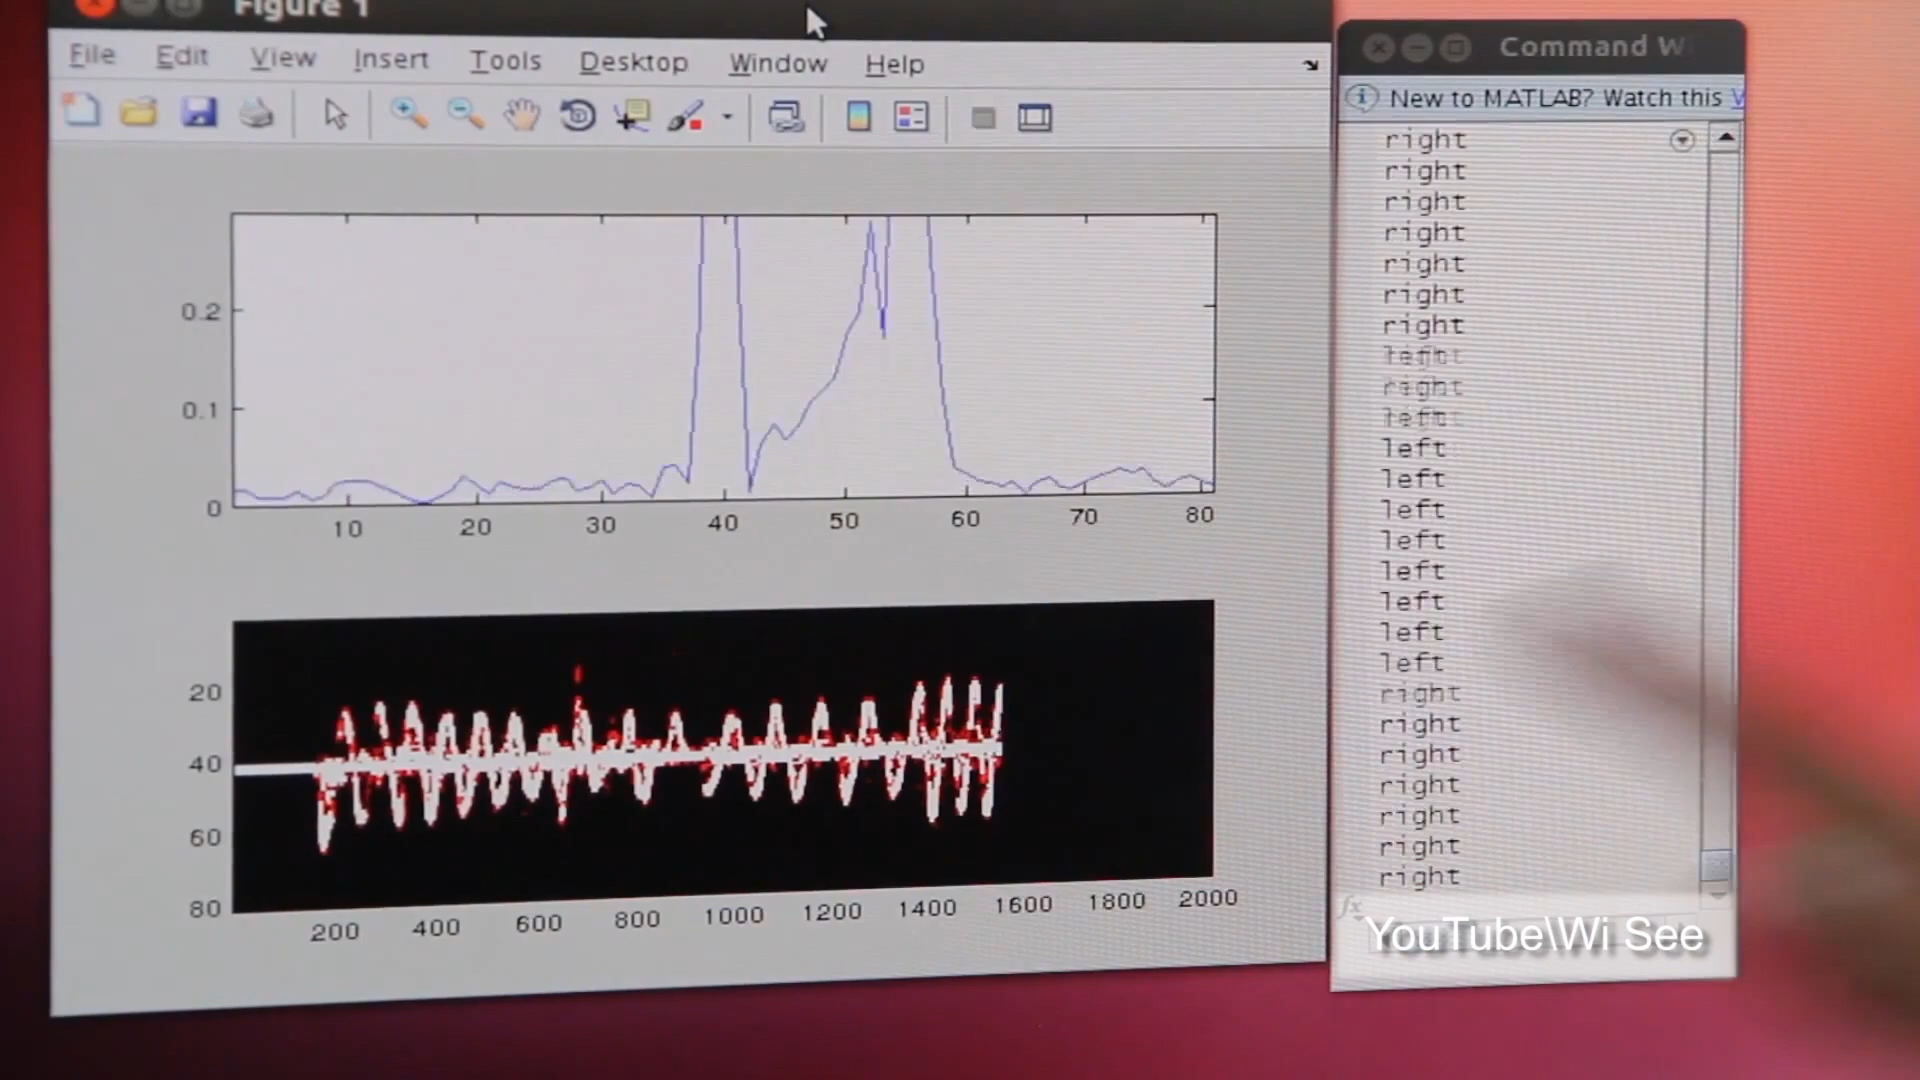 Figure 1
File Edit View Insert Tools Desktop Window Help
0.2
0.1
0
10 20 30 40 50 60 70 80
20
40
60
80
200 400 600 800 1000 1200 1400 1600 1800 2000
Command W
New to MATLAB? Watch this V
right
right
right
right
right
right
right
right
left
left
left
left
left
left
left
left
left
right
right
right
right
right
right
right
fx
YouTube\Wi See